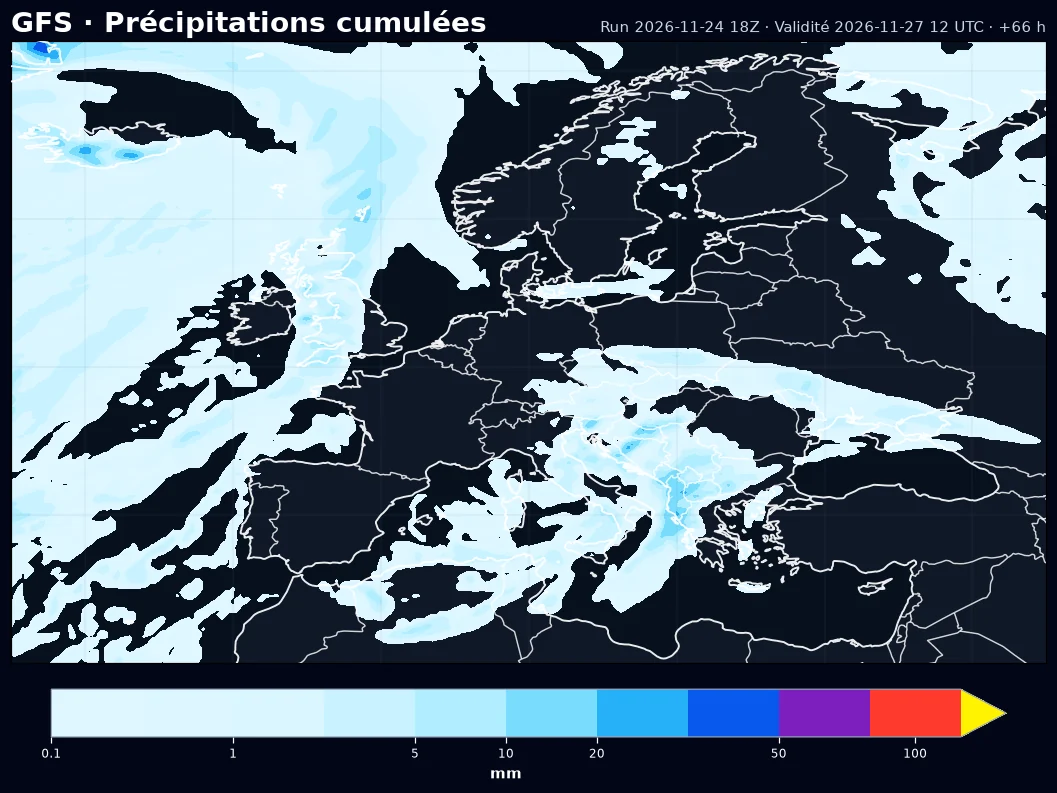 GFS · Précipitations cumulées
Run 2026-11-24 18Z · Validité 2026-11-27 12 UTC · +66 h
0.1 1 5 10 20 50 100
mm